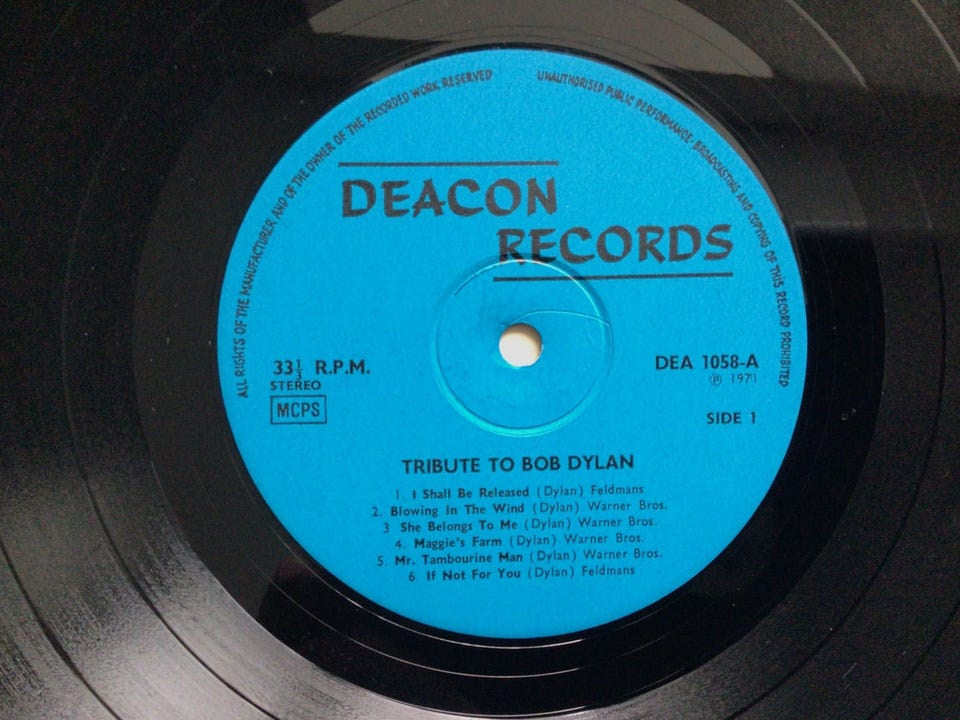 ALL RIGHTS OF THE MANUFACTURER AND OF THE OWNER OF THE RECORDED WORK RESERVED
UNAUTHORISED PUBLIC PERFORMANCE · BROADCASTING AND COPYING OF THIS RECORD PROHIBITED
DEACON
RECORDS
33⅓ R.P.M.
STEREO
MCPS
DEA 1058-A
℗ 1971
SIDE 1
TRIBUTE TO BOB DYLAN
1. I Shall Be Released (Dylan) Feldmans
2. Blowing In The Wind (Dylan) Warner Bros.
3 She Belongs To Me (Dylan) Warner Bros.
4. Maggie's Farm (Dylan) Warner Bros.
5. Mr. Tambourine Man (Dylan) Warner Bros.
6 If Not For You (Dylan) Feldmans